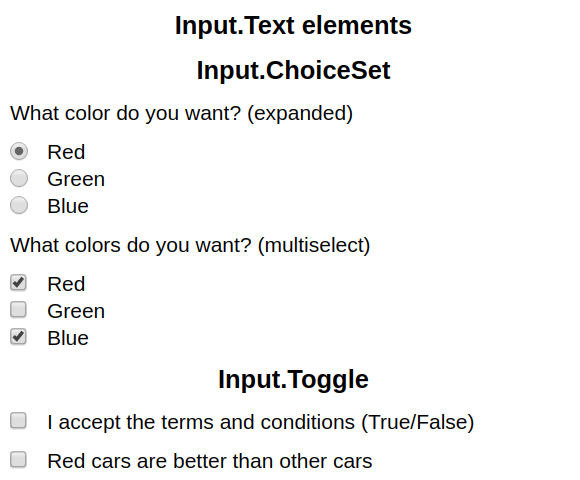 Input.Text elements
Input.ChoiceSet
What color do you want? (expanded)
Red
Green
Blue
What colors do you want? (multiselect)
Red
Green
Blue
Input.Toggle
I accept the terms and conditions (True/False)
Red cars are better than other cars